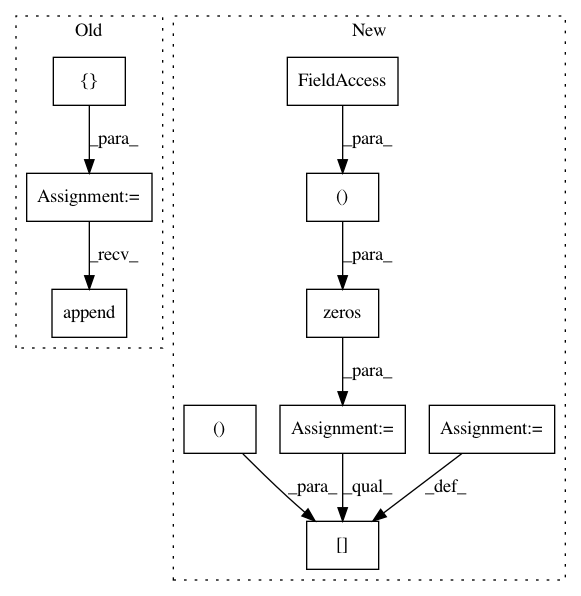 Old
New
{}
FieldAccess
_para_
_para_
Assignment:=
()
_recv_
_para_
append
zeros
_para_
()
Assignment:=
Assignment:=
_para_
_qual_
_def_
[]